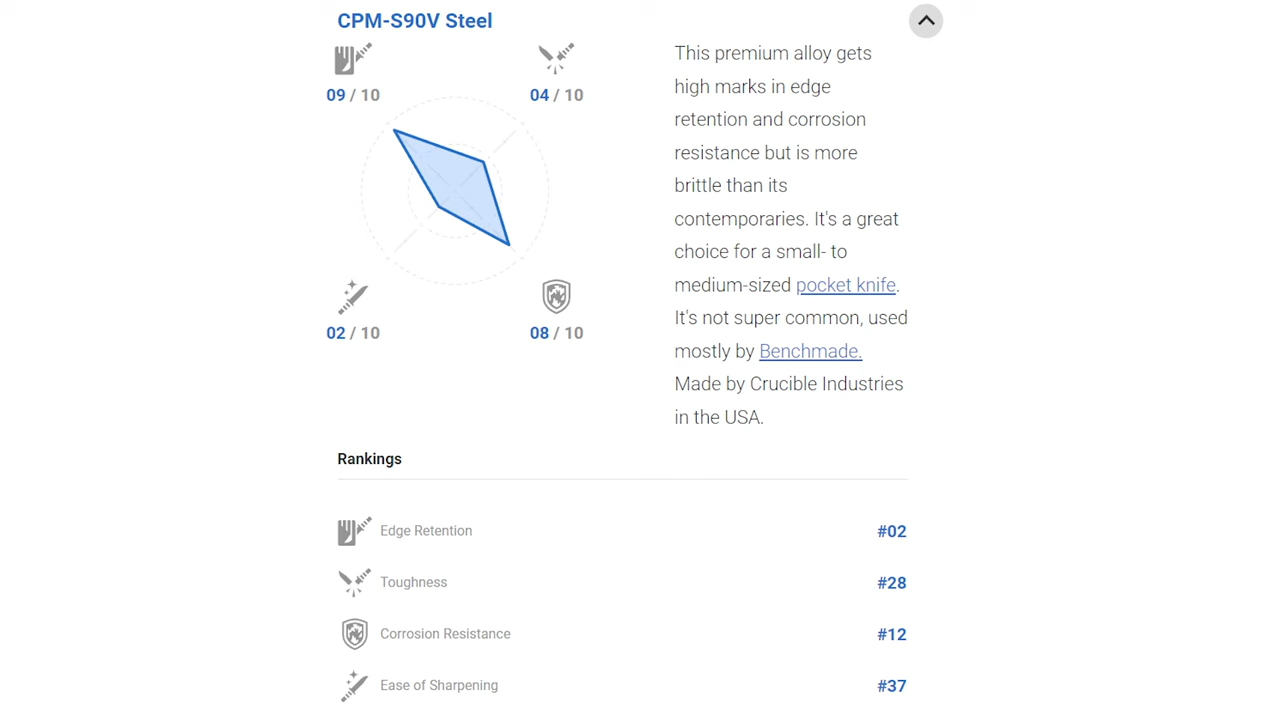 CPM-S90V Steel
09 / 10
04 / 10
02 / 10
08 / 10
This premium alloy gets
high marks in edge
retention and corrosion
resistance but is more
brittle than its
contemporaries. It's a great
choice for a small- to
medium-sized pocket knife.
It's not super common, used
mostly by Benchmade.
Made by Crucible Industries
in the USA.
Rankings
Edge Retention #02
Toughness #28
Corrosion Resistance #12
Ease of Sharpening #37